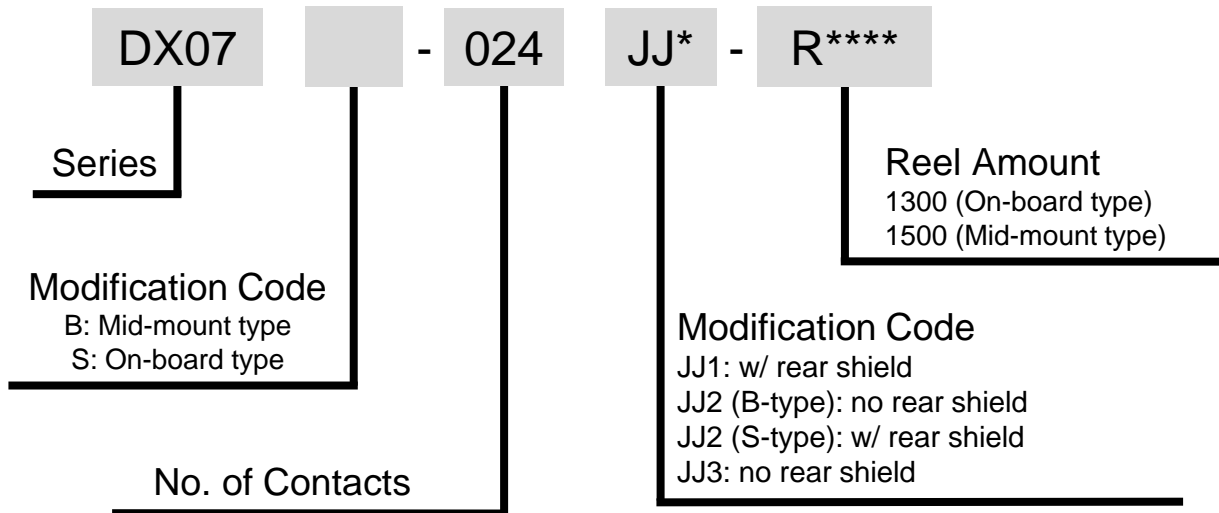 DX07 - 024 JJ* - R****
Series
Reel Amount
1300 (On-board type)
1500 (Mid-mount type)
Modification Code
B: Mid-mount type
S: On-board type
Modification Code
JJ1: w/ rear shield
JJ2 (B-type): no rear shield
JJ2 (S-type): w/ rear shield
JJ3: no rear shield
No. of Contacts